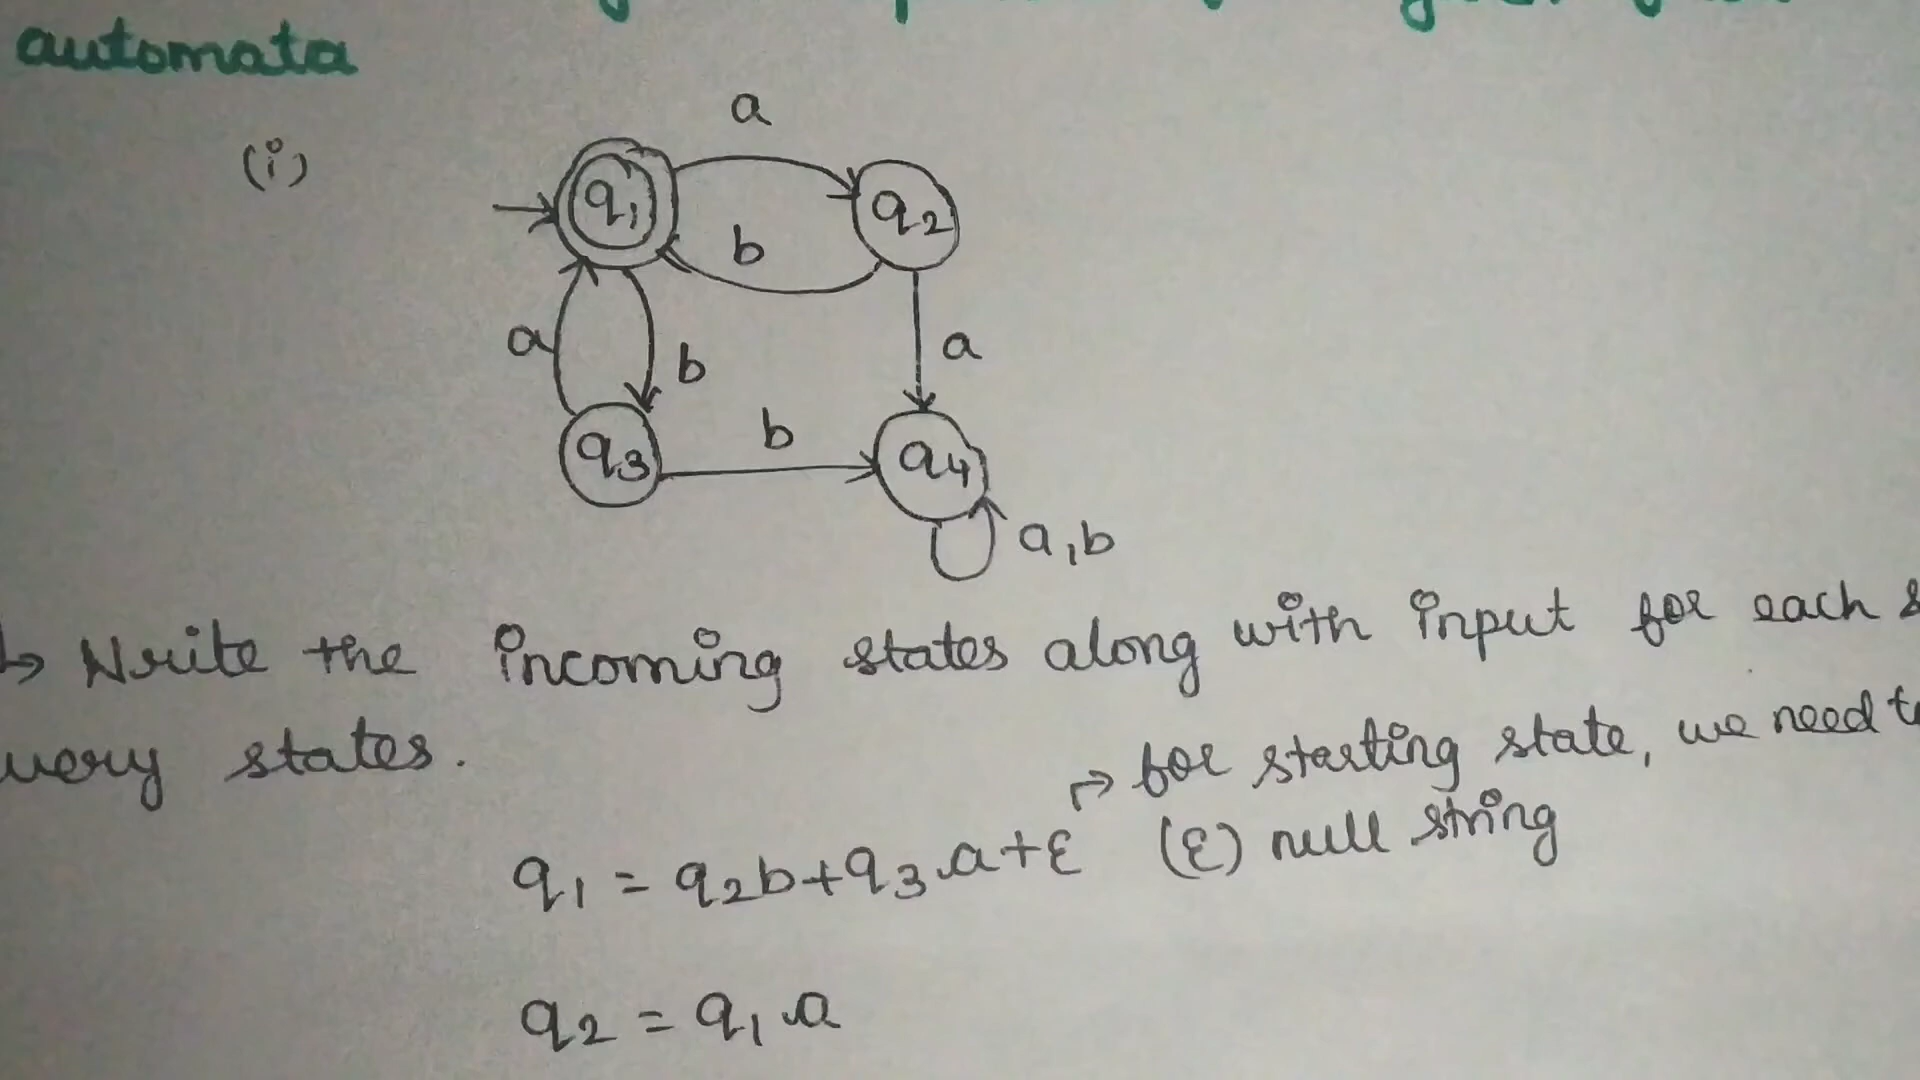 automata
(i)
a
q1
q2
b
a
b
a
q3
b
q4
a,b
↳ Write the incoming states along with input for each
very states.
↱ for starting state, we need
q1 = q2b+q3.a+ε (ε) null string
q2 = q1.a